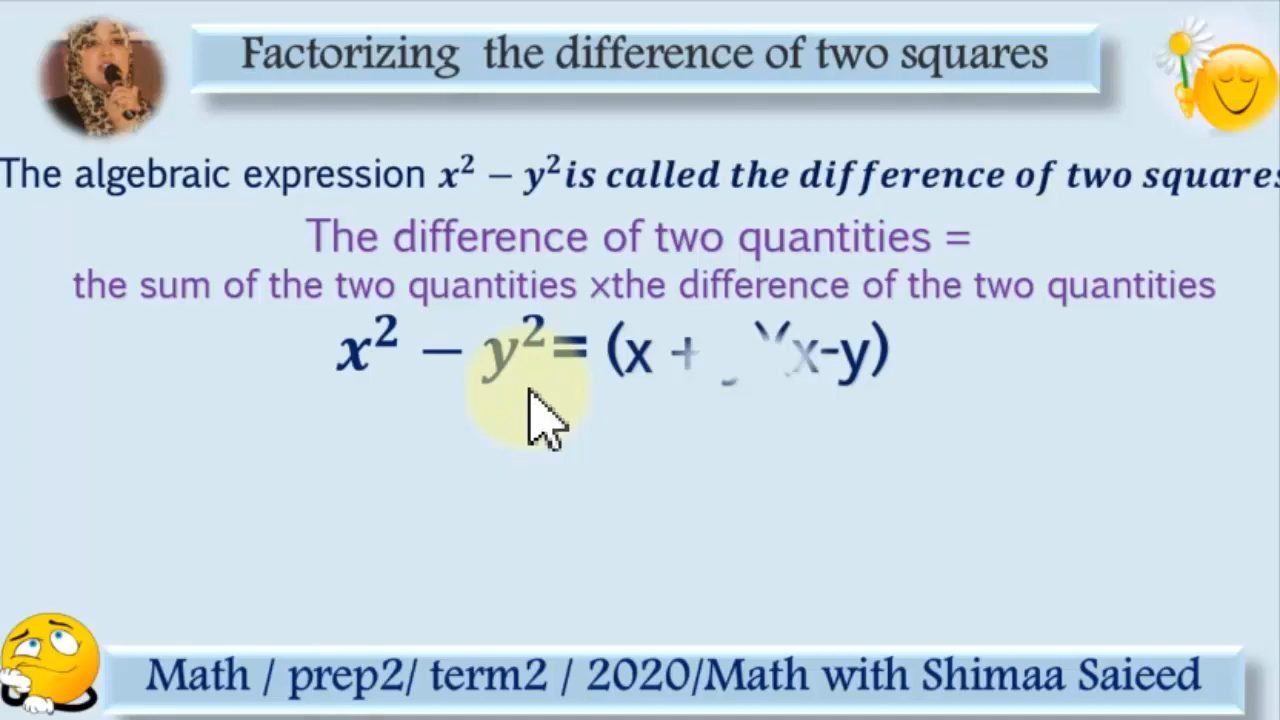 Factorizing the difference of two squares
The algebraic expression x² − y² is called the difference of two squares
The difference of two quantities =
the sum of the two quantities ×the difference of the two quantities
x² − y²= (x + x-y)
Math / prep2/ term2 / 2020/Math with Shimaa Saieed